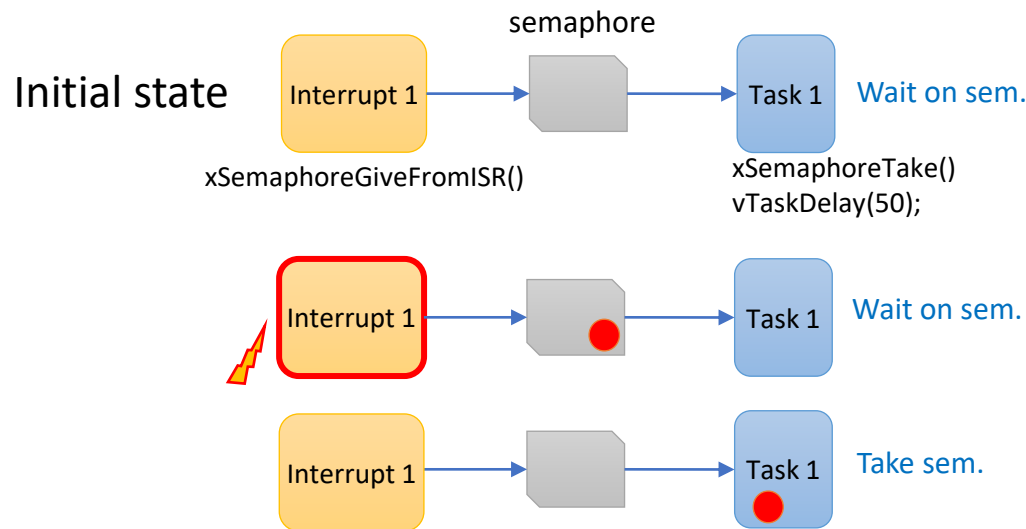 semaphore
Initial state
Interrupt 1
Task 1
Wait on sem.
xSemaphoreGiveFromISR()
xSemaphoreTake()
vTaskDelay(50);
Interrupt 1
Task 1
Wait on sem.
Interrupt 1
Task 1
Take sem.